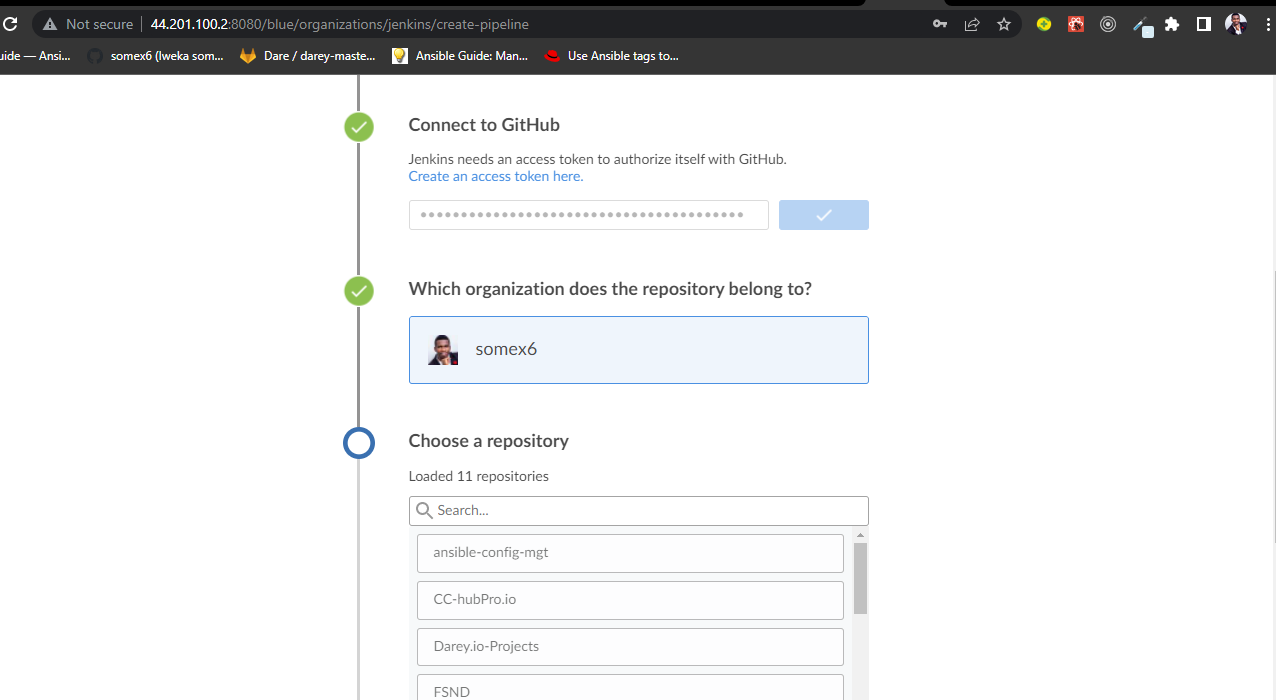 Not secure | 44.201.100.2:8080/blue/organizations/jenkins/create-pipeline
uide — Ansi... somex6 (Iweka som... Dare / darey-maste... Ansible Guide: Man... Use Ansible tags to...
Connect to GitHub
Jenkins needs an access token to authorize itself with GitHub.
Create an access token here.
••••••••••••••••••••••••••••••••••••••••
Which organization does the repository belong to?
somex6
Choose a repository
Loaded 11 repositories
Search...
ansible-config-mgt
CC-hubPro.io
Darey.io-Projects
FSND